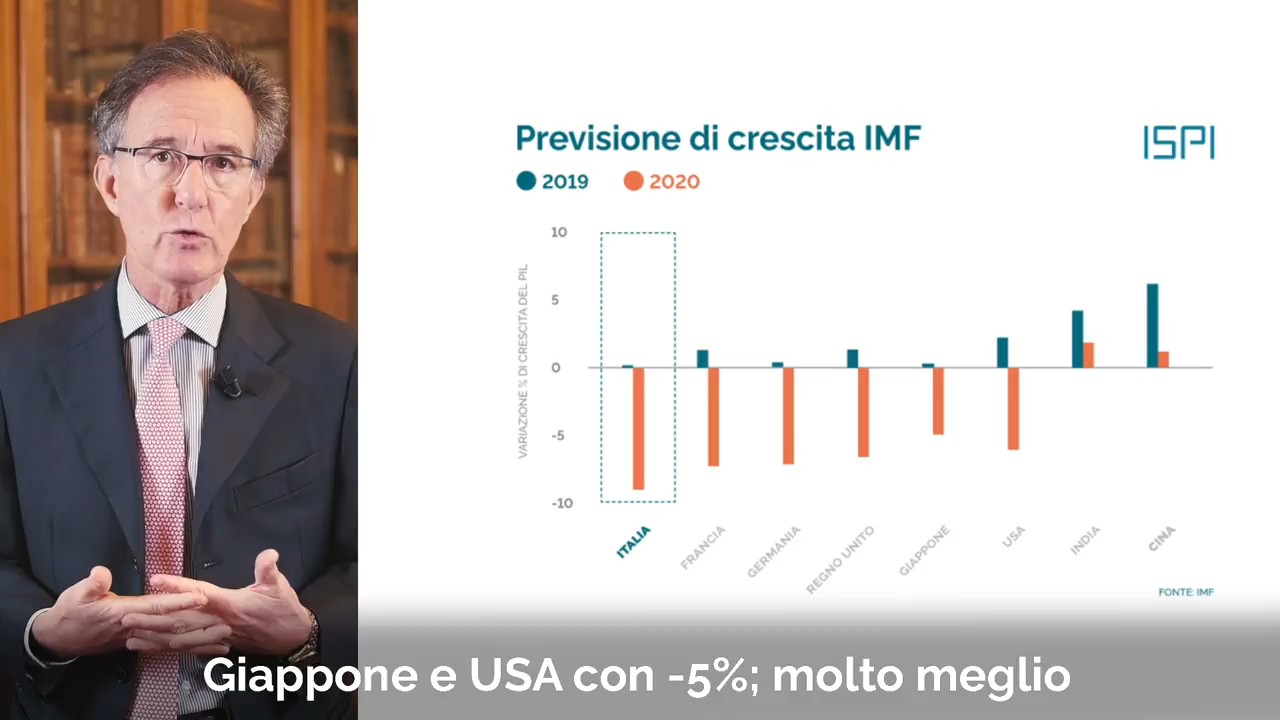 Previsione di crescita IMF
ISPI
2019
2020
VARIAZIONE % DI CRESCITA DEL PIL
10
5
0
-5
-10
ITALIA
FRANCIA
GERMANIA
REGNO UNITO
GIAPPONE
USA
INDIA
CINA
FONTE: IMF
Giappone e USA con -5%; molto meglio